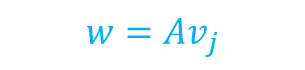 w = Av_j